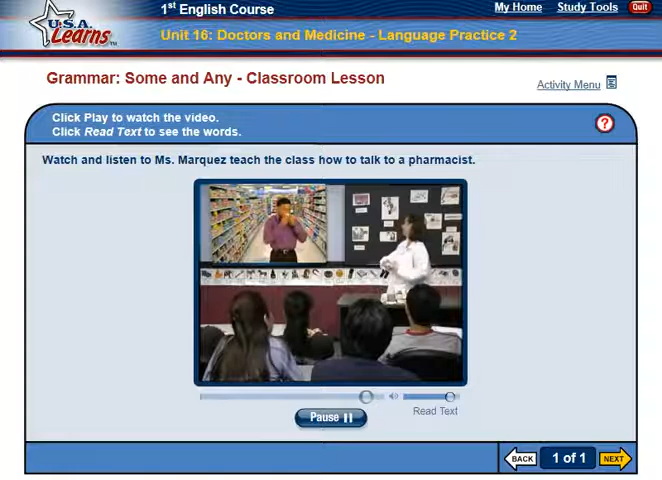 U.S.A.
Learns™
1st English Course
My Home
Study Tools
Quit
Unit 16: Doctors and Medicine - Language Practice 2
Grammar: Some and Any - Classroom Lesson
Activity Menu
Click Play to watch the video.
Click Read Text to see the words.
?
Watch and listen to Ms. Marquez teach the class how to talk to a pharmacist.
Pause
Read Text
BACK
1 of 1
NEXT